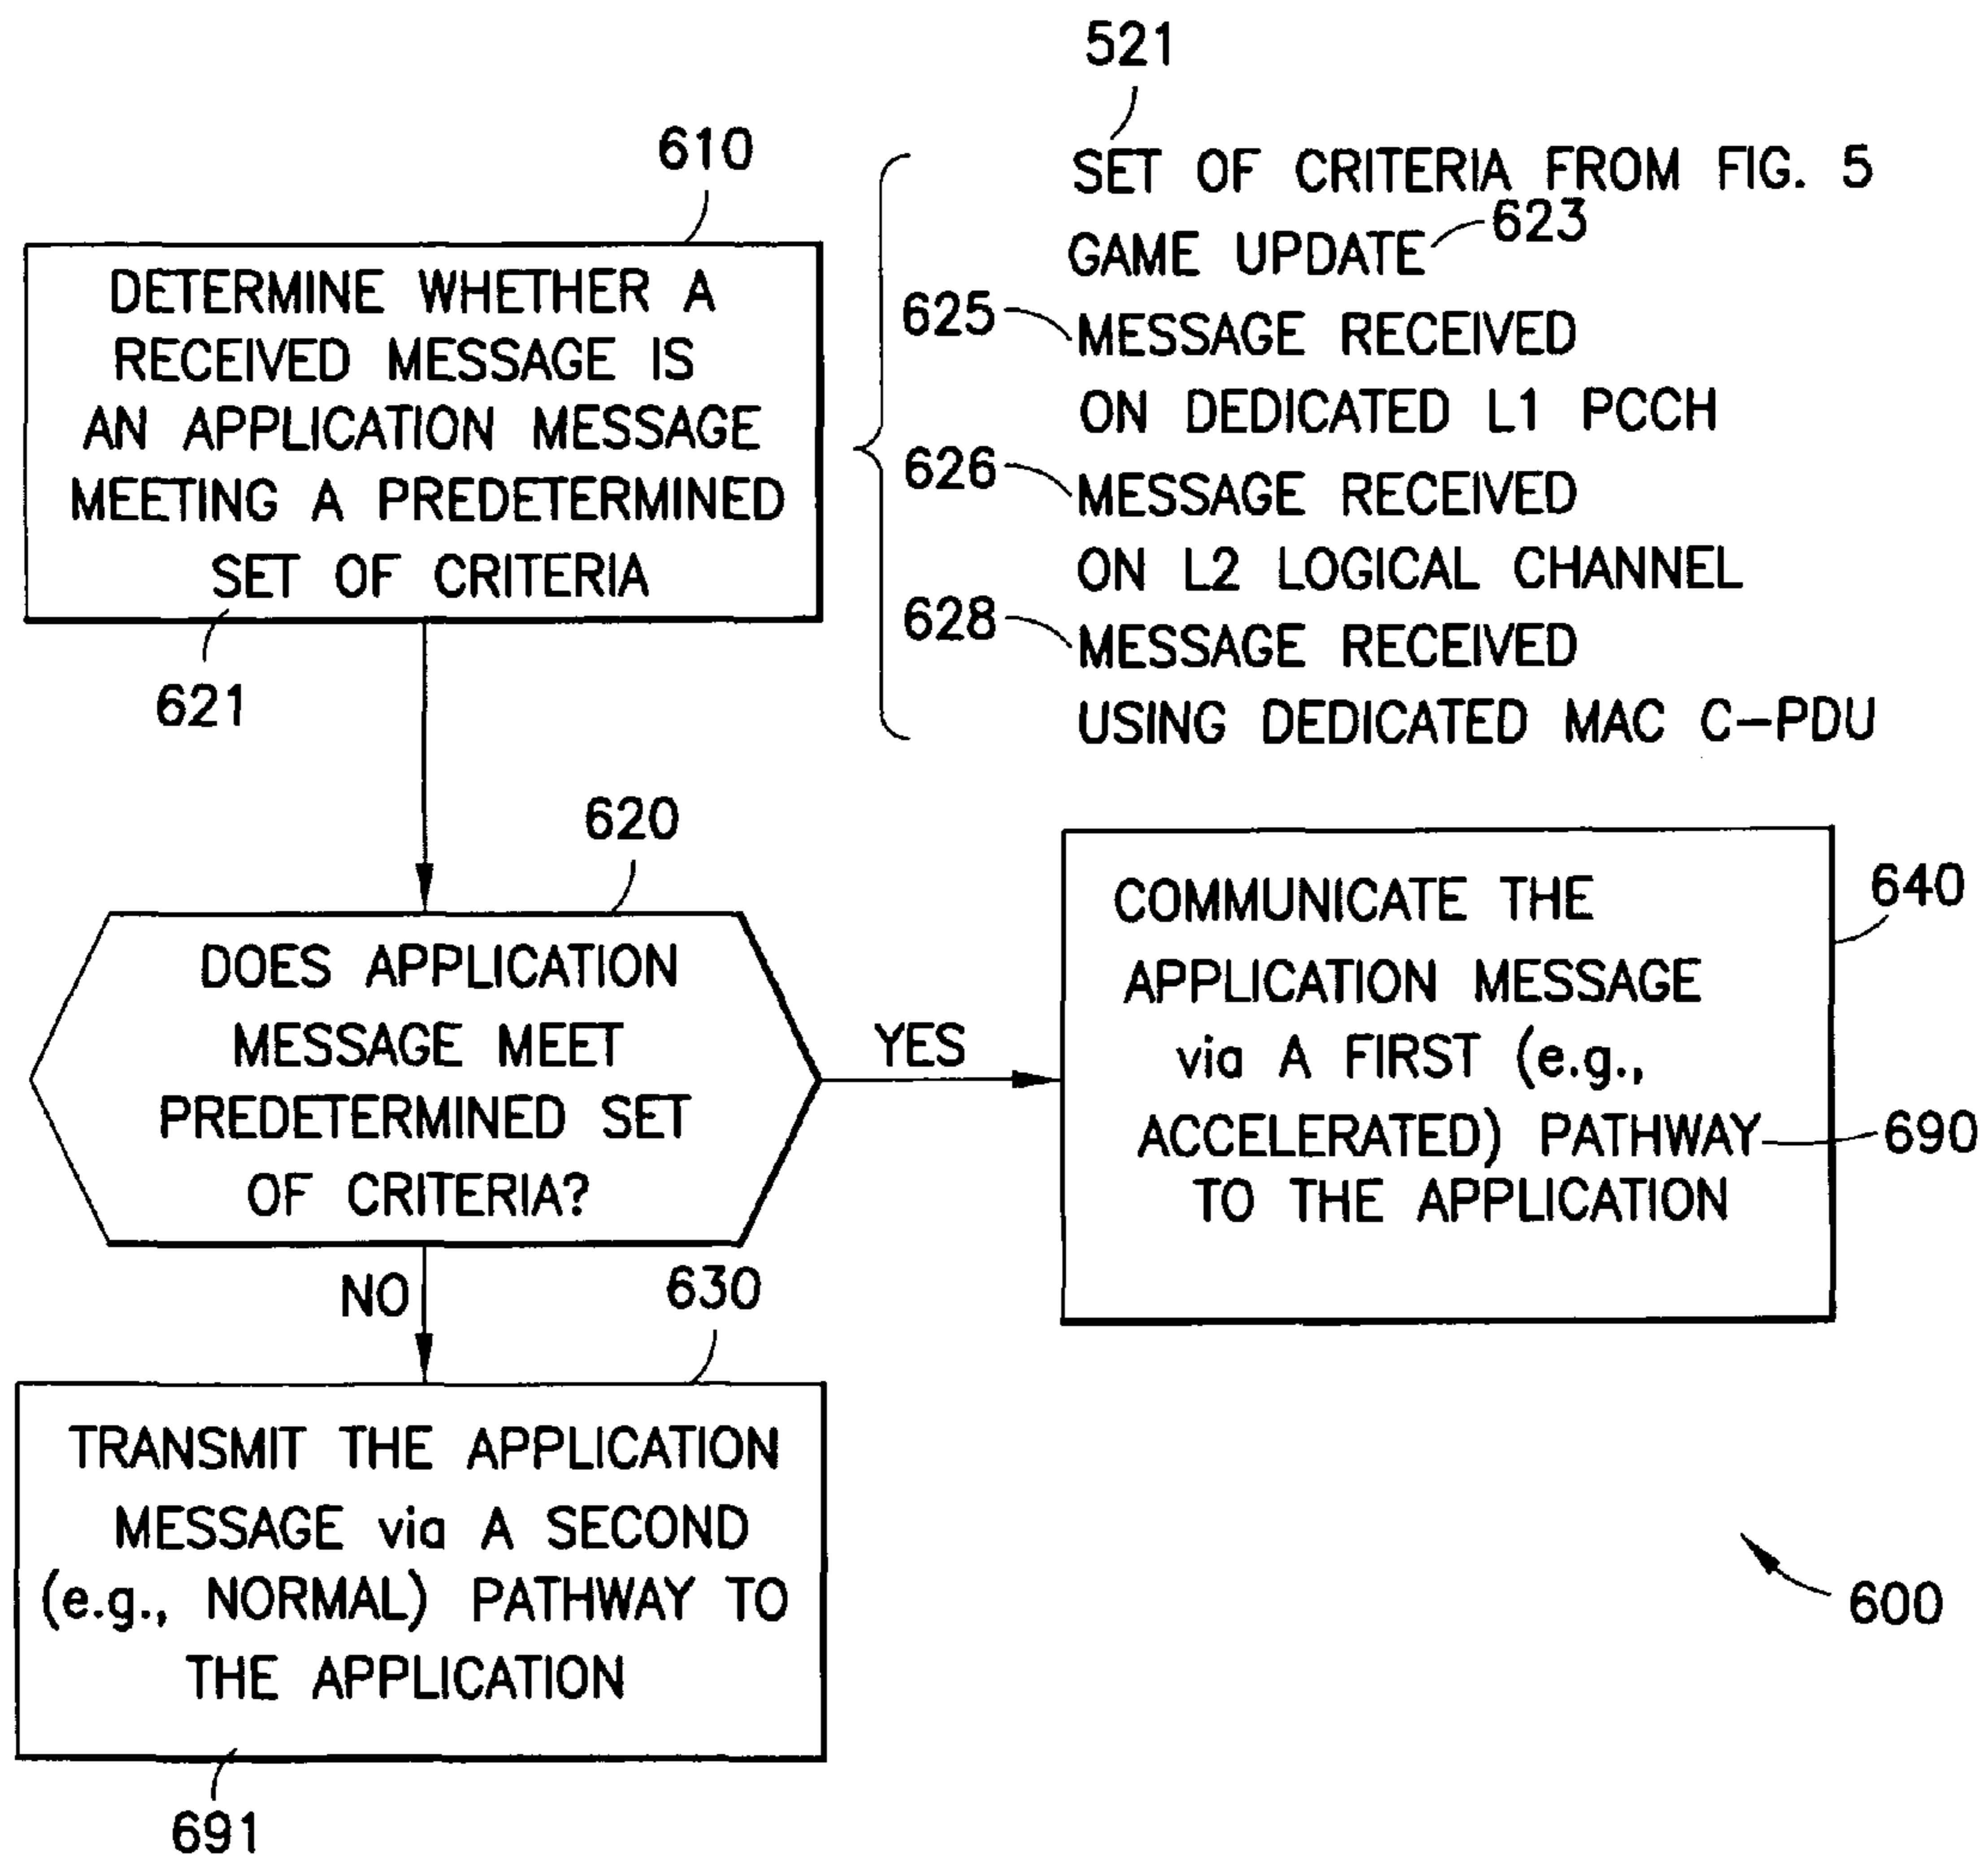 610
DETERMINE WHETHER A
RECEIVED MESSAGE IS
AN APPLICATION MESSAGE
MEETING A PREDETERMINED
SET OF CRITERIA
621
521
SET OF CRITERIA FROM FIG. 5
GAME UPDATE 623
625 MESSAGE RECEIVED
ON DEDICATED L1 PCCH
626 MESSAGE RECEIVED
ON L2 LOGICAL CHANNEL
628 MESSAGE RECEIVED
USING DEDICATED MAC C-PDU
620
DOES APPLICATION
MESSAGE MEET
PREDETERMINED SET
OF CRITERIA?
YES
NO
640
COMMUNICATE THE
APPLICATION MESSAGE
via A FIRST (e.g.,
ACCELERATED) PATHWAY 690
TO THE APPLICATION
630
TRANSMIT THE APPLICATION
MESSAGE via A SECOND
(e.g., NORMAL) PATHWAY TO
THE APPLICATION
691
600